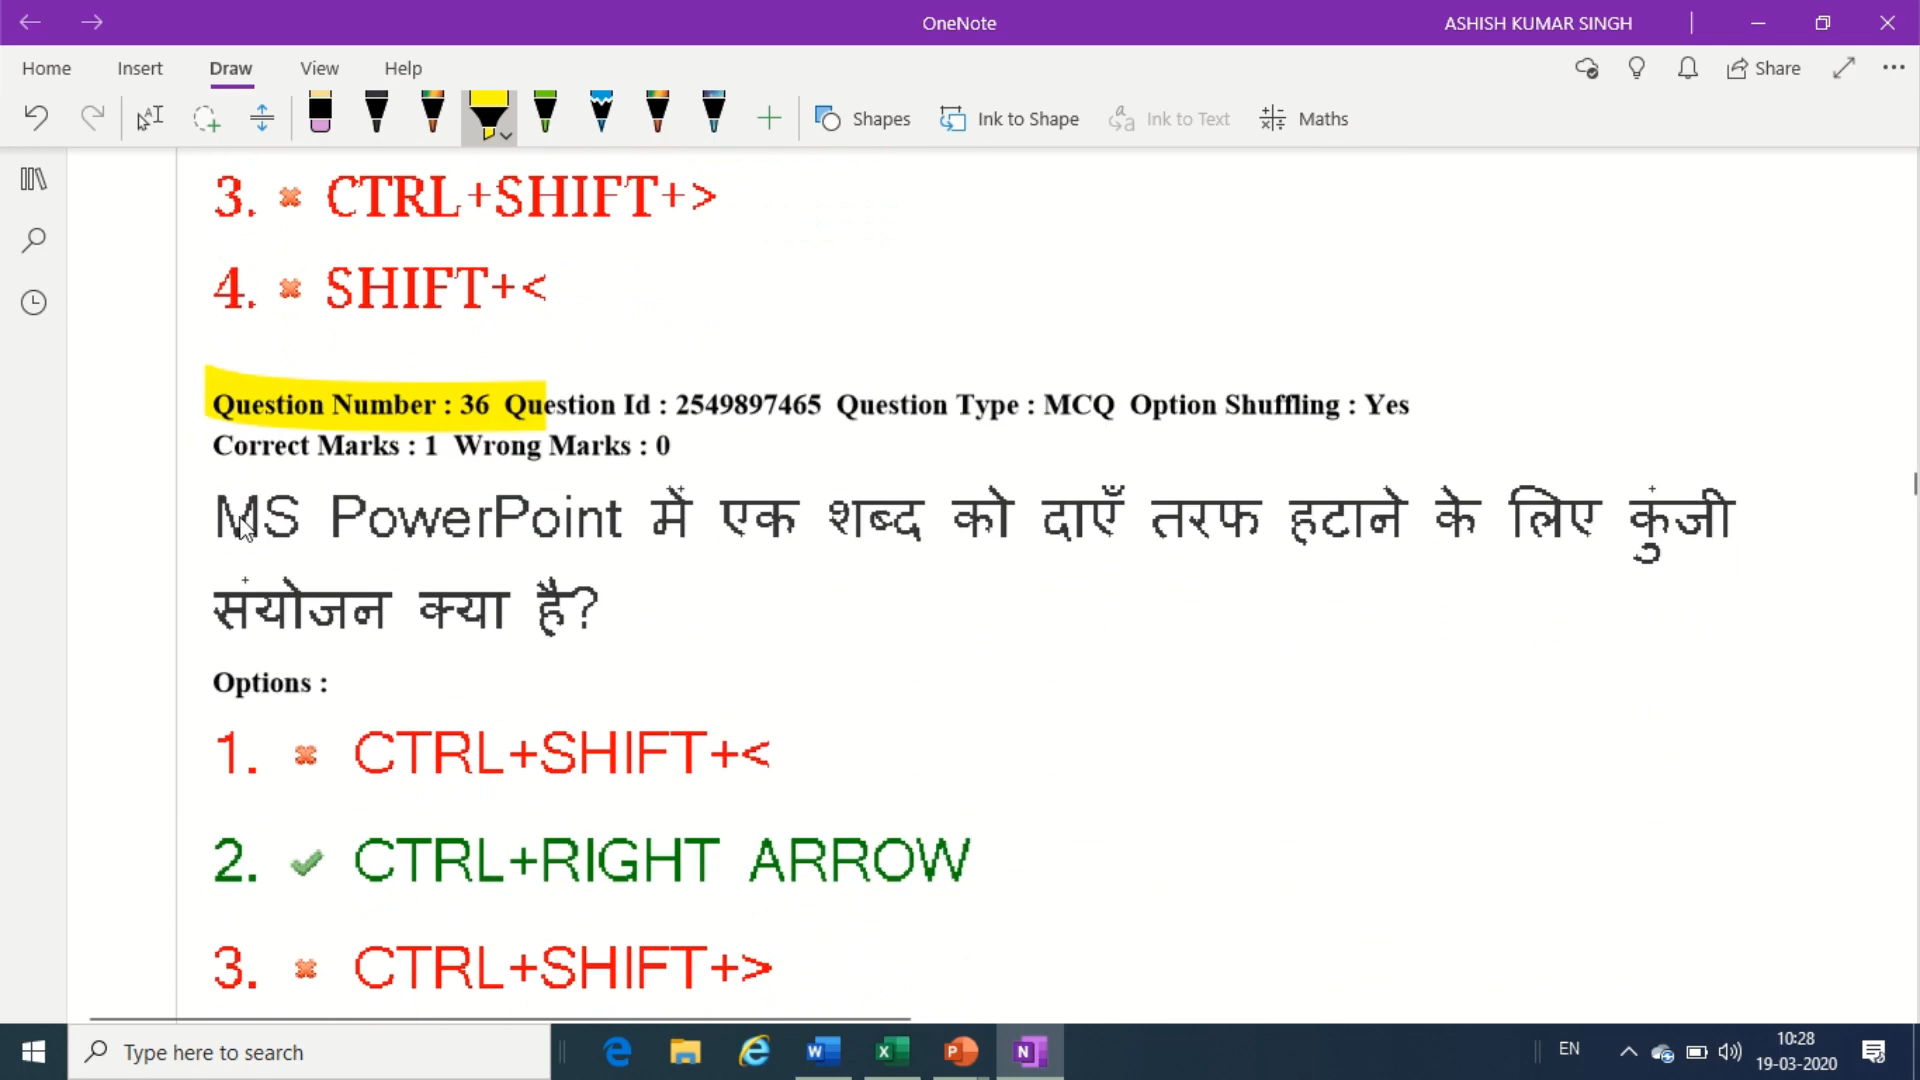 OneNote
ASHISH KUMAR SINGH
Home Insert Draw View Help
Share
Shapes
Ink to Shape
Ink to Text
Maths
3. CTRL+SHIFT+>
4. SHIFT+<
Question Number : 36 Question Id : 2549897465 Question Type : MCQ Option Shuffling : Yes
Correct Marks : 1 Wrong Marks : 0
MS PowerPoint में एक शब्द को दाएँ तरफ हटाने के लिए कुंजी
संयोजन क्या है?
Options :
1. CTRL+SHIFT+<
2. CTRL+RIGHT ARROW
3. CTRL+SHIFT+>
Type here to search
EN
10:28
19-03-2020